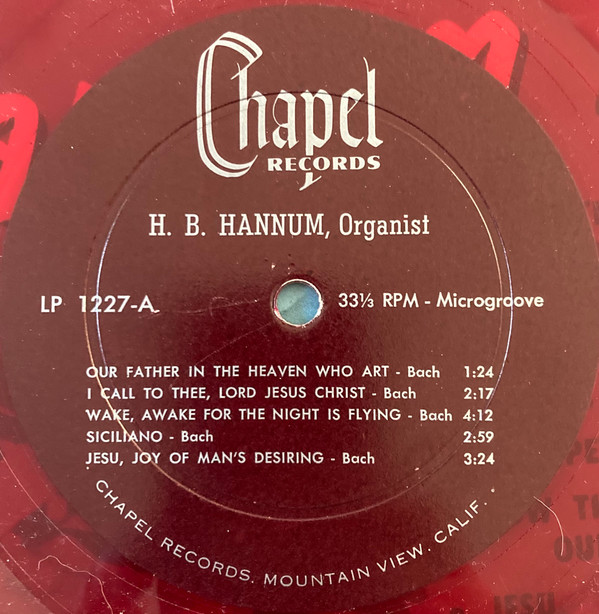 Chapel
RECORDS
H. B. HANNUM, Organist
LP 1227-A
33⅓ RPM - Microgroove
OUR FATHER IN THE HEAVEN WHO ART - Bach 1:24
I CALL TO THEE, LORD JESUS CHRIST - Bach 2:17
WAKE, AWAKE FOR THE NIGHT IS FLYING - Bach 4:12
SICILIANO - Bach 2:59
JESU, JOY OF MAN'S DESIRING - Bach 3:24
CHAPEL RECORDS. MOUNTAIN VIEW. CALIF.